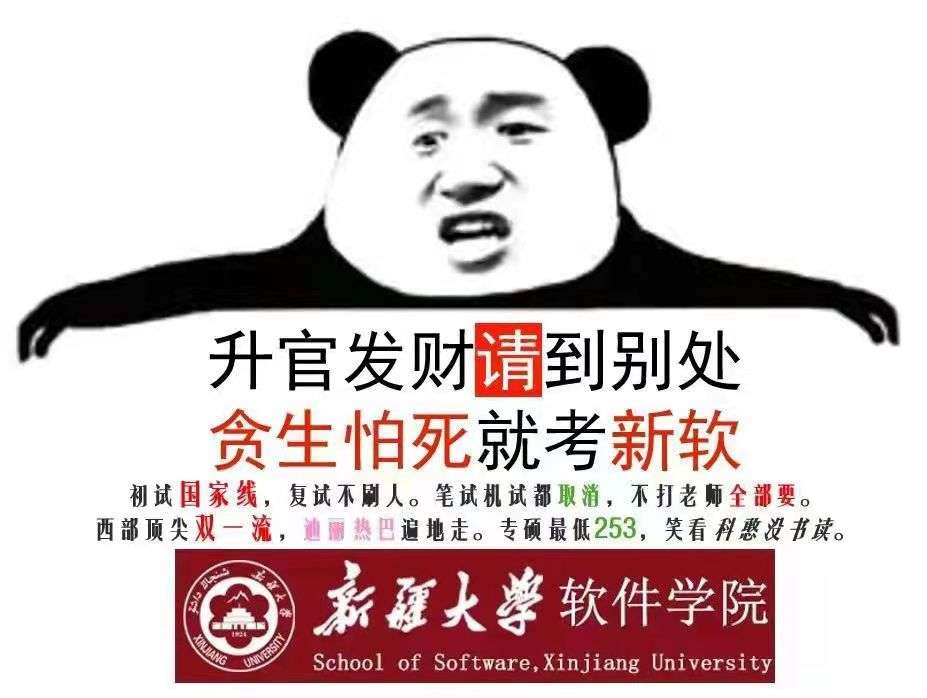 升官发财请到别处
贪生怕死就考新软
初试国家线，复试不刷人。笔试机试都取消，不打老师全部要。
西部顶尖双一流，迪丽热巴遍地走。专硕最低253，笑看科憨没书读。
新疆大学 软件学院
School of Software,Xinjiang University
XINJIANG UNIVERSITY
1924